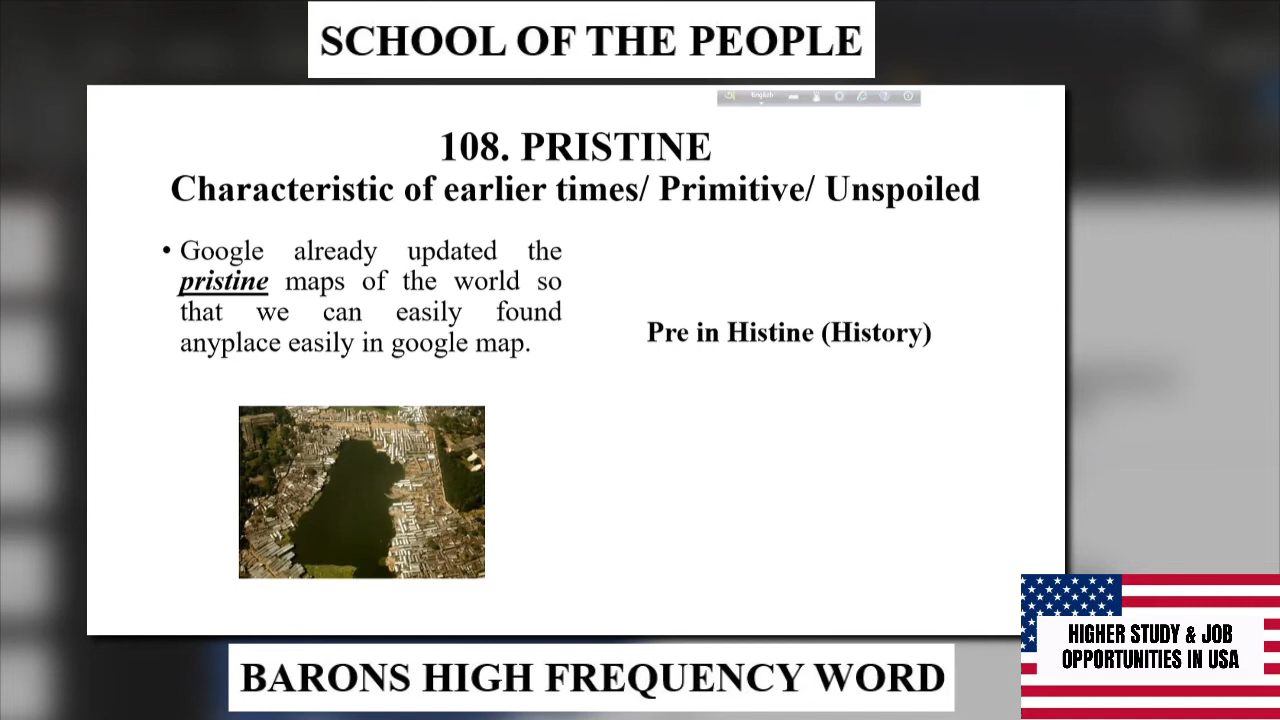 SCHOOL OF THE PEOPLE
English
108. PRISTINE
Characteristic of earlier times/ Primitive/ Unspoiled
• Google already updated the
pristine maps of the world so
that we can easily found
anyplace easily in google map.
Pre in Histine (History)
HIGHER STUDY & JOB
OPPORTUNITIES IN USA
BARONS HIGH FREQUENCY WORD